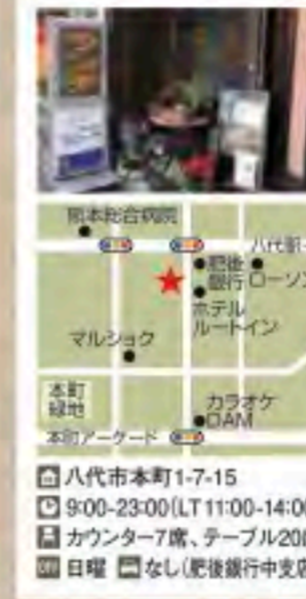 熊本総合病院
八代駅
肥後
銀行
ローソン
ホテル
ルートイン
マルショク
本町
緑地
カラオケ
DAM
本町アーケード
八代市本町1-7-15
9:00-23:00(LT11:00-14:00
カウンター7席、テーブル20
OFF 日曜 なし(肥後銀行中支店